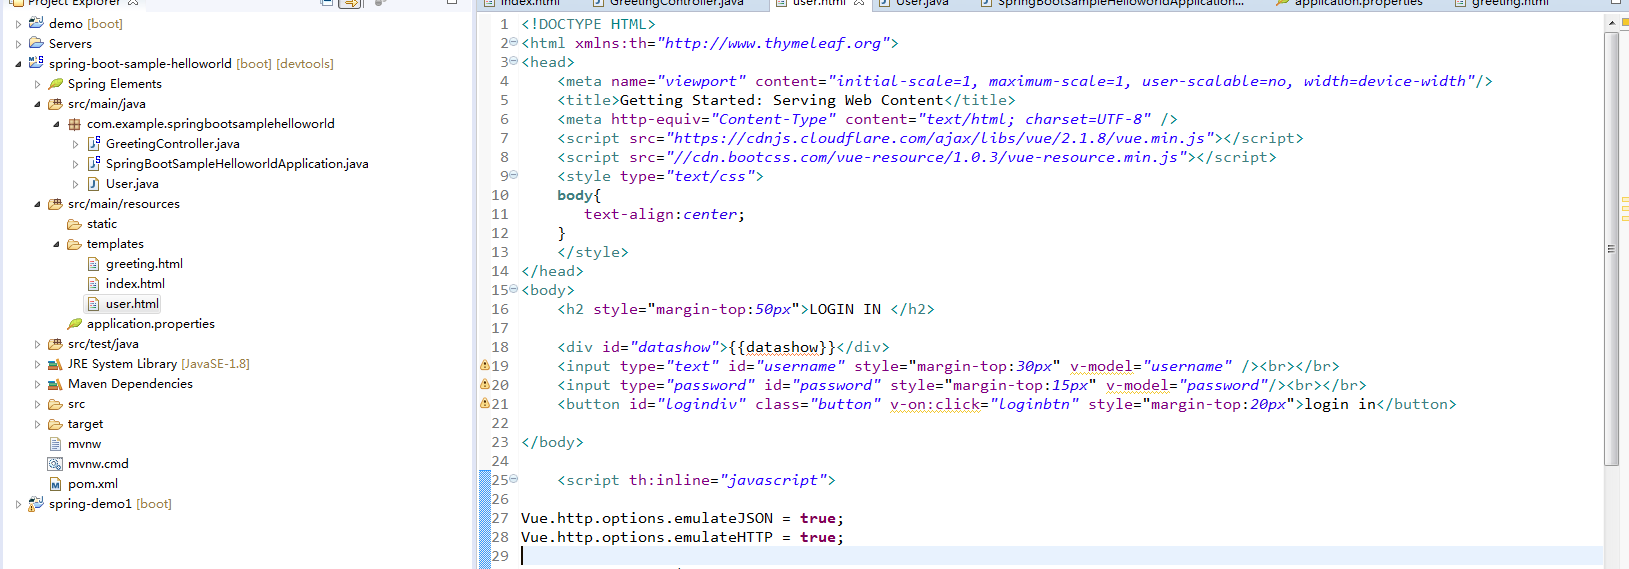 Project Explorer
demo [boot]
Servers
spring-boot-sample-helloworld [boot] [devtools]
Spring Elements
src/main/java
com.example.springbootsamplehelloworld
GreetingController.java
SpringBootSampleHelloworldApplication.java
User.java
src/main/resources
static
templates
greeting.html
index.html
user.html
application.properties
src/test/java
JRE System Library [JavaSE-1.8]
Maven Dependencies
src
target
mvnw
mvnw.cmd
pom.xml
spring-demo1 [boot]
index.html GreetingController.java user.html User.java SpringBootSampleHelloworldApplication... application.properties greeting.html
1 <!DOCTYPE HTML>
2 <html xmlns:th="http://www.thymeleaf.org">
3 <head>
4 <meta name="viewport" content="initial-scale=1, maximum-scale=1, user-scalable=no, width=device-width"/>
5 <title>Getting Started: Serving Web Content</title>
6 <meta http-equiv="Content-Type" content="text/html; charset=UTF-8" />
7 <script src="https://cdnjs.cloudflare.com/ajax/libs/vue/2.1.8/vue.min.js"></script>
8 <script src="//cdn.bootcss.com/vue-resource/1.0.3/vue-resource.min.js"></script>
9 <style type="text/css">
10 body{
11 text-align:center;
12 }
13 </style>
14 </head>
15 <body>
16 <h2 style="margin-top:50px">LOGIN IN </h2>
17
18 <div id="datashow">{{datashow}}</div>
19 <input type="text" id="username" style="margin-top:30px" v-model="username" /><br></br>
20 <input type="password" id="password" style="margin-top:15px" v-model="password"/><br></br>
21 <button id="logindiv" class="button" v-on:click="loginbtn" style="margin-top:20px">login in</button>
22
23 </body>
24
25 <script th:inline="javascript">
26
27 Vue.http.options.emulateJSON = true;
28 Vue.http.options.emulateHTTP = true;
29